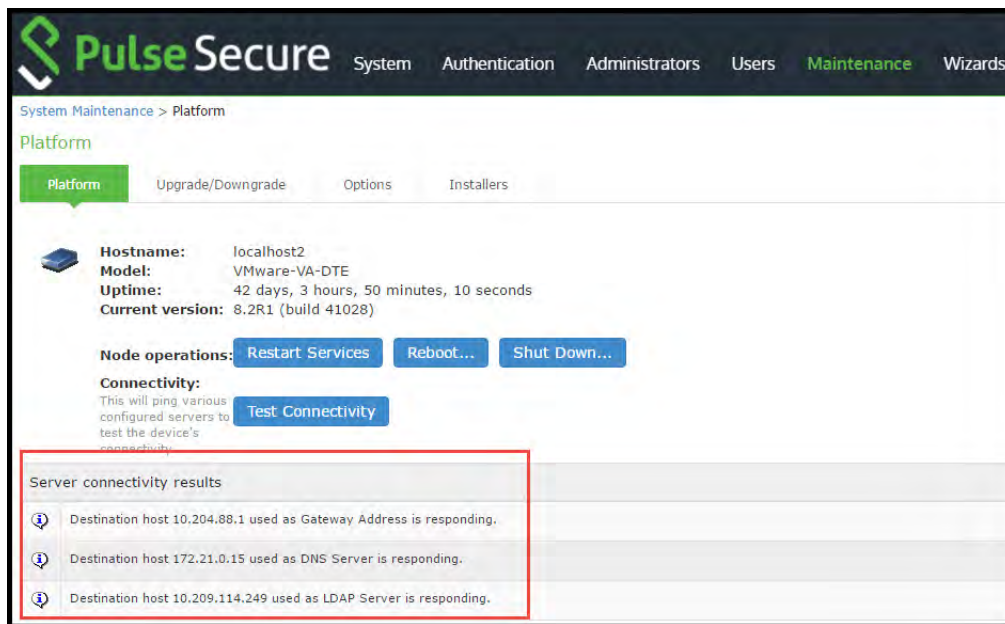 Pulse Secure System Authentication Administrators Users Maintenance Wizards
System Maintenance > Platform
Platform
Platform Upgrade/Downgrade Options Installers
Hostname: localhost2
Model: VMware-VA-DTE
Uptime: 42 days, 3 hours, 50 minutes, 10 seconds
Current version: 8.2R1 (build 41028)
Node operations: Restart Services Reboot... Shut Down...
Connectivity:
This will ping various
configured servers to
test the device's
connectivity.
Test Connectivity
Server connectivity results
Destination host 10.204.88.1 used as Gateway Address is responding.
Destination host 172.21.0.15 used as DNS Server is responding.
Destination host 10.209.114.249 used as LDAP Server is responding.